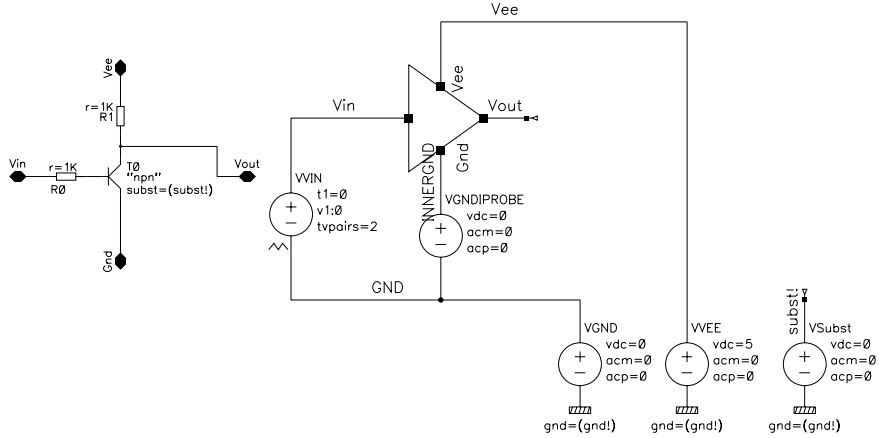 Vee
r=1K
R1
Vin
r=1K
R0
T0
"npn"
subst=(subst!)
Vout
Gnd
Vee
Vee
Vin
Vout
Gnd
INNERGND
VVIN
t1=0
v1:0
tvpairs=2
VGNDIPROBE
vdc=0
acm=0
acp=0
GND
VGND
vdc=0
acm=0
acp=0
gnd=(gnd!)
VVEE
vdc=5
acm=0
acp=0
gnd=(gnd!)
subst!
VSubst
vdc=0
acm=0
acp=0
gnd=(gnd!)